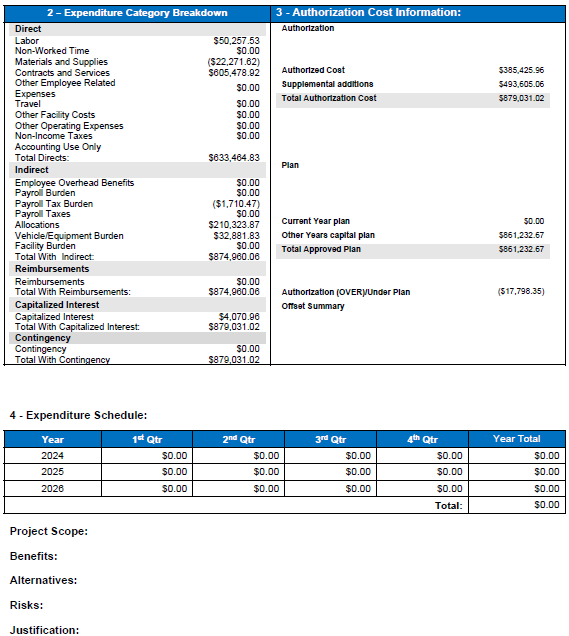 2 – Expenditure Category Breakdown
Direct
Labor $50,257.53
Non-Worked Time $0.00
Materials and Supplies ($22,271.62)
Contracts and Services $605,478.92
Other Employee Related
Expenses $0.00
Travel $0.00
Other Facility Costs $0.00
Other Operating Expenses $0.00
Non-Income Taxes $0.00
Accounting Use Only
Total Directs: $633,464.83
Indirect
Employee Overhead Benefits $0.00
Payroll Burden $0.00
Payroll Tax Burden ($1,710.47)
Payroll Taxes $0.00
Allocations $210,323.87
Vehicle/Equipment Burden $32,881.83
Facility Burden $0.00
Total With Indirect: $874,960.06
Reimbursements
Reimbursements $0.00
Total With Reimbursements: $874,960.06
Capitalized Interest
Capitalized Interest $4,070.96
Total With Capitalized Interest: $879,031.02
Contingency
Contingency $0.00
Total With Contingency $879,031.02
3 - Authorization Cost Information:
Authorization
Authorized Cost $385,425.96
Supplemental additions $493,605.06
Total Authorization Cost $879,031.02
Plan
Current Year plan $0.00
Other Years capital plan $861,232.67
Total Approved Plan $861,232.67
Authorization (OVER)/Under Plan ($17,798.35)
Offset Summary
4 - Expenditure Schedule:
Year 1st Qtr 2nd Qtr 3rd Qtr 4th Qtr Year Total
2024 $0.00 $0.00 $0.00 $0.00 $0.00
2025 $0.00 $0.00 $0.00 $0.00 $0.00
2026 $0.00 $0.00 $0.00 $0.00 $0.00
Total: $0.00
Project Scope:
Benefits:
Alternatives:
Risks:
Justification: